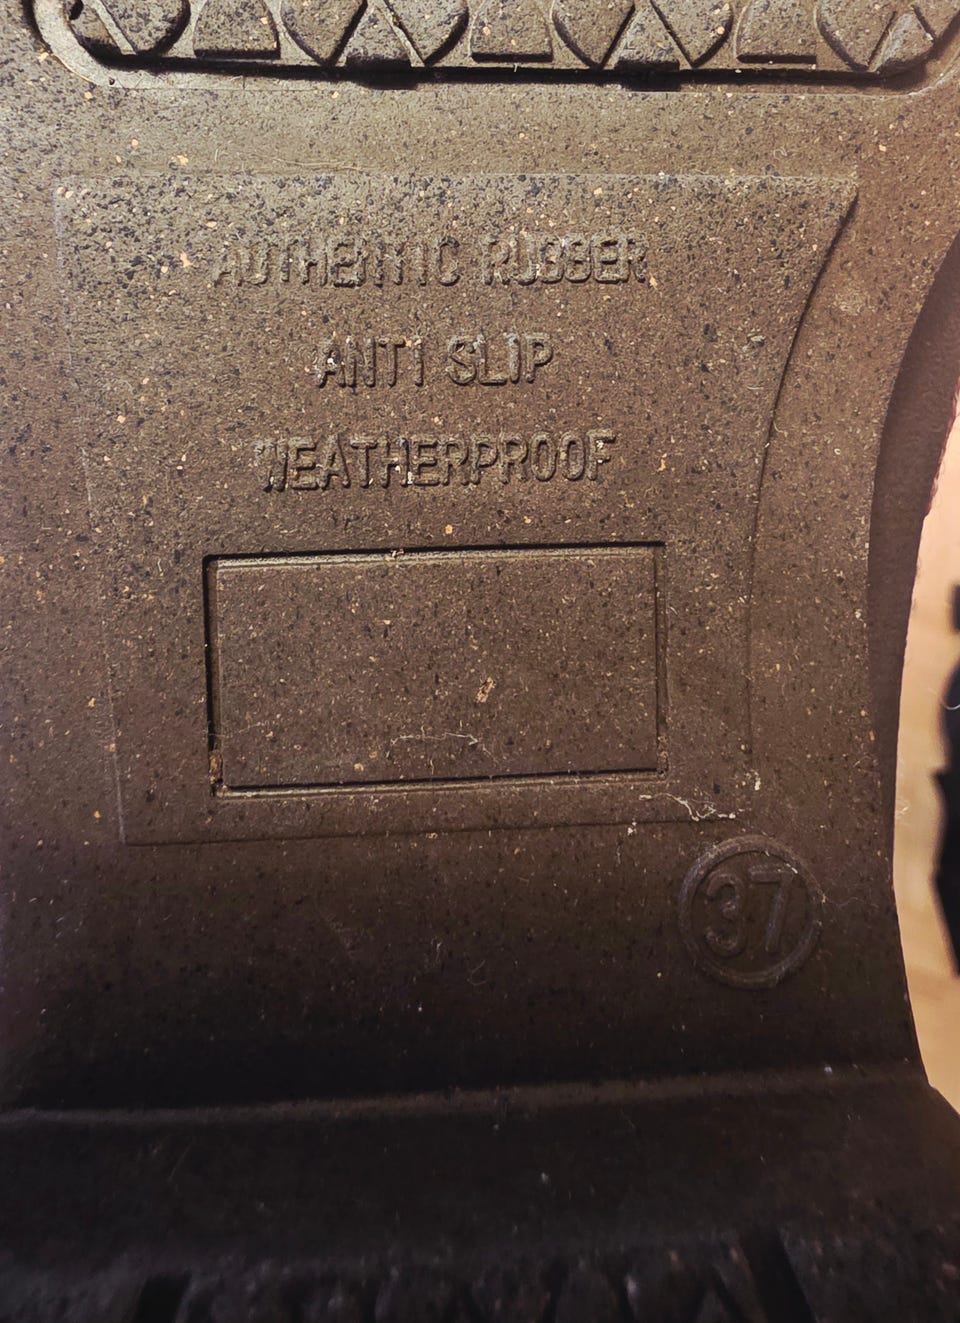 AUTHENTIC RUBBER
ANTI SLIP
WEATHERPROOF
37